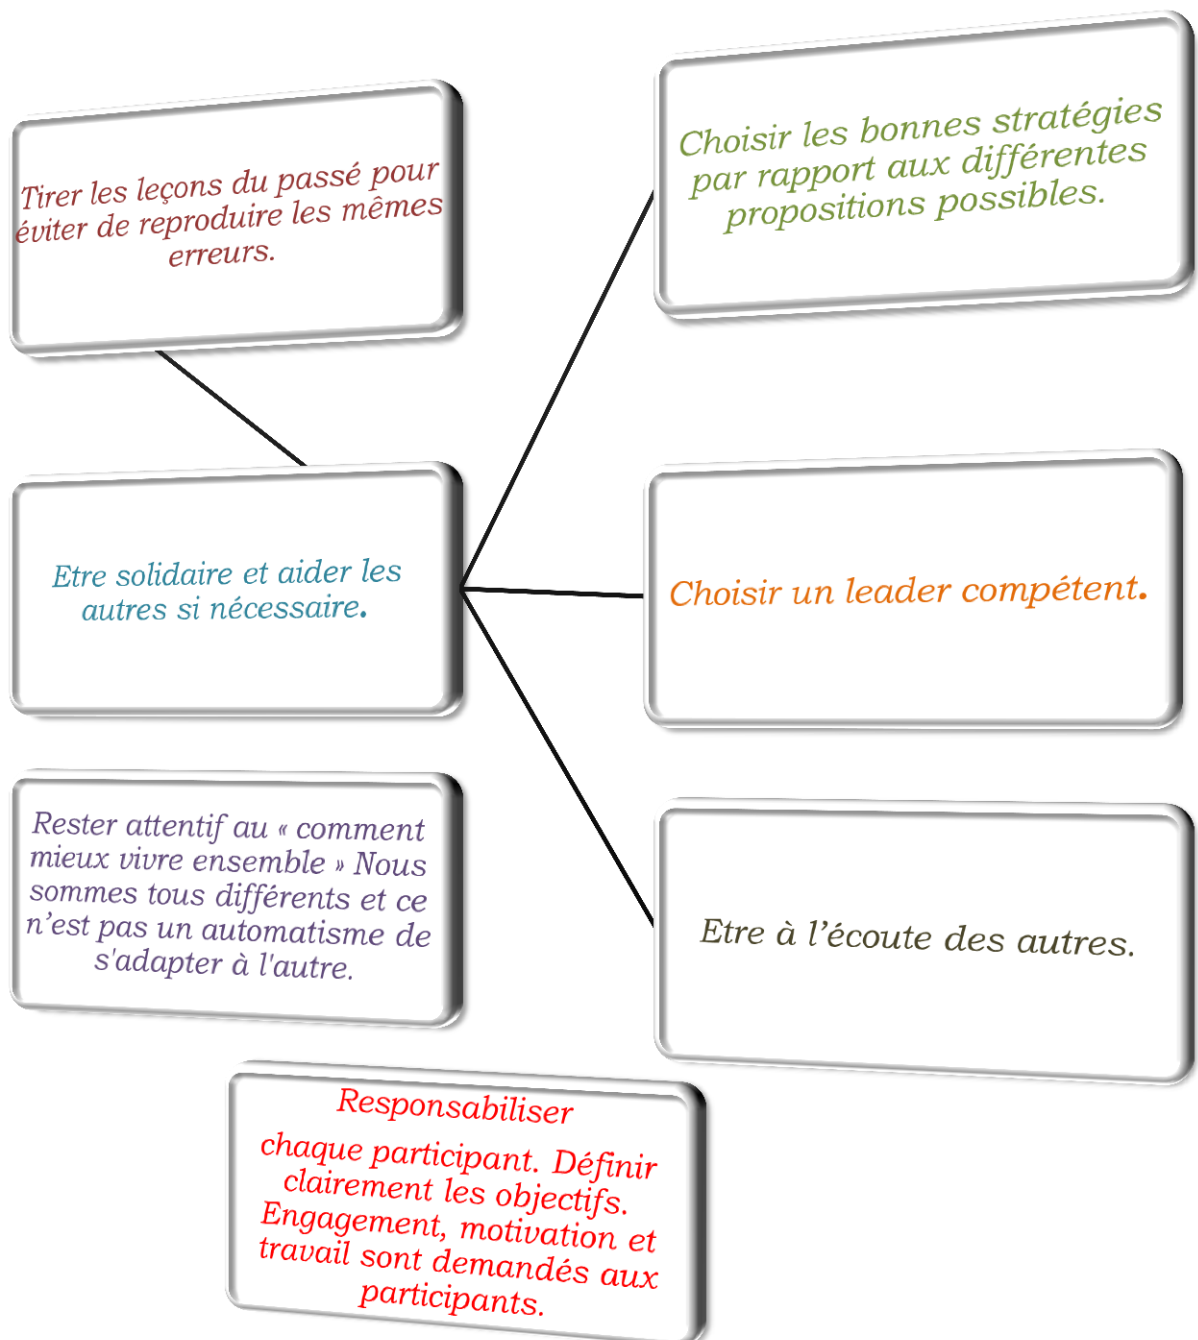 Tirer les leçons du passé pour
éviter de reproduire les mêmes
erreurs.
Choisir les bonnes stratégies
par rapport aux différentes
propositions possibles.
Etre solidaire et aider les
autres si nécessaire.
Choisir un leader compétent.
Rester attentif au « comment
mieux vivre ensemble » Nous
sommes tous différents et ce
n’est pas un automatisme de
s'adapter à l'autre.
Etre à l’écoute des autres.
Responsabiliser
chaque participant. Définir
clairement les objectifs.
Engagement, motivation et
travail sont demandés aux
participants.